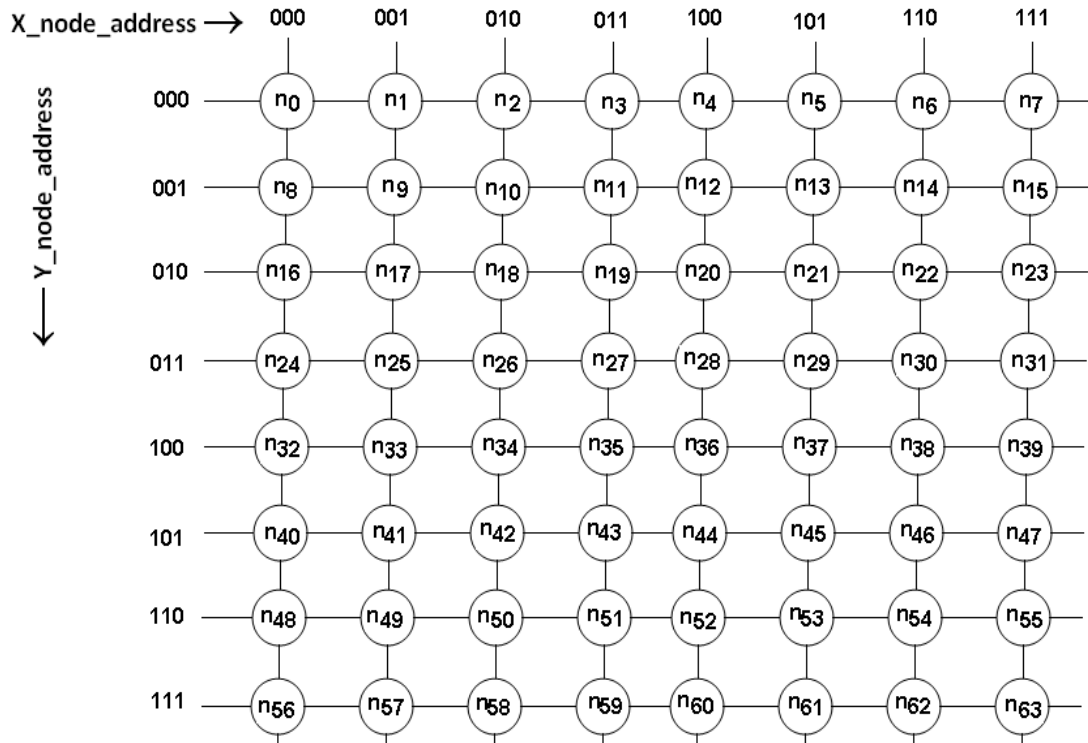 X_node_address → 000 001 010 011 100 101 110 111
Y_node_address →
000 n0 n1 n2 n3 n4 n5 n6 n7
001 n8 n9 n10 n11 n12 n13 n14 n15
010 n16 n17 n18 n19 n20 n21 n22 n23
011 n24 n25 n26 n27 n28 n29 n30 n31
100 n32 n33 n34 n35 n36 n37 n38 n39
101 n40 n41 n42 n43 n44 n45 n46 n47
110 n48 n49 n50 n51 n52 n53 n54 n55
111 n56 n57 n58 n59 n60 n61 n62 n63